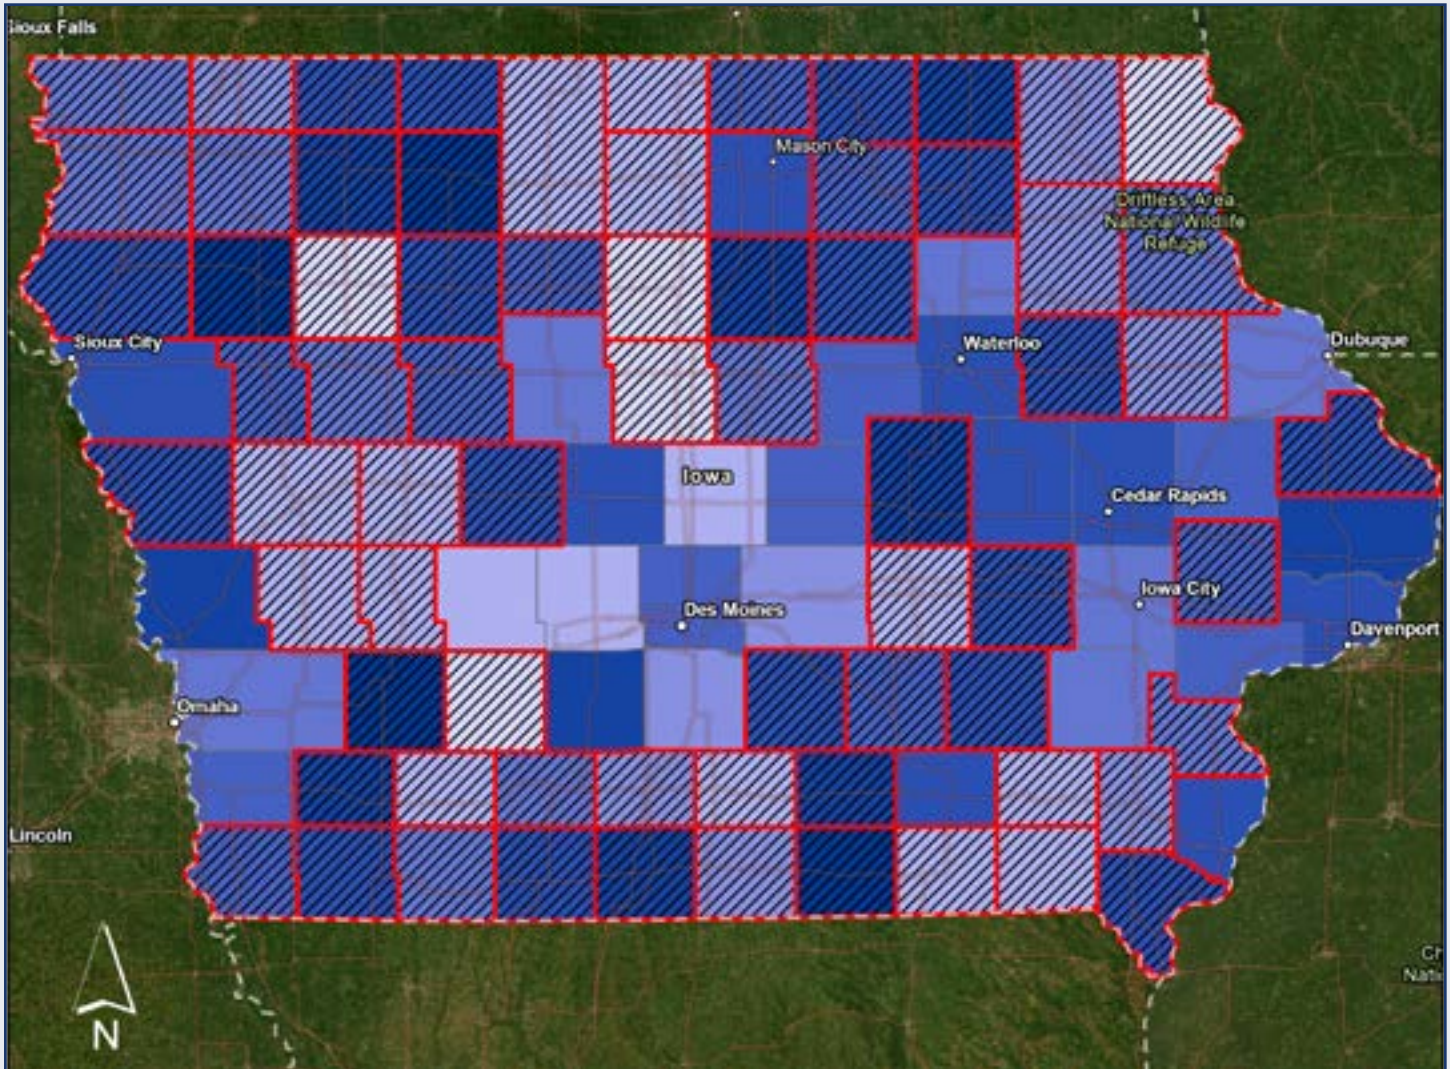 Sioux Falls
Mason City
Driftless Area
National Wildlife
Refuge
Sioux City
Waterloo
Dubuque
Iowa
Cedar Rapids
Iowa City
Des Moines
Davenport
Omaha
Lincoln
N